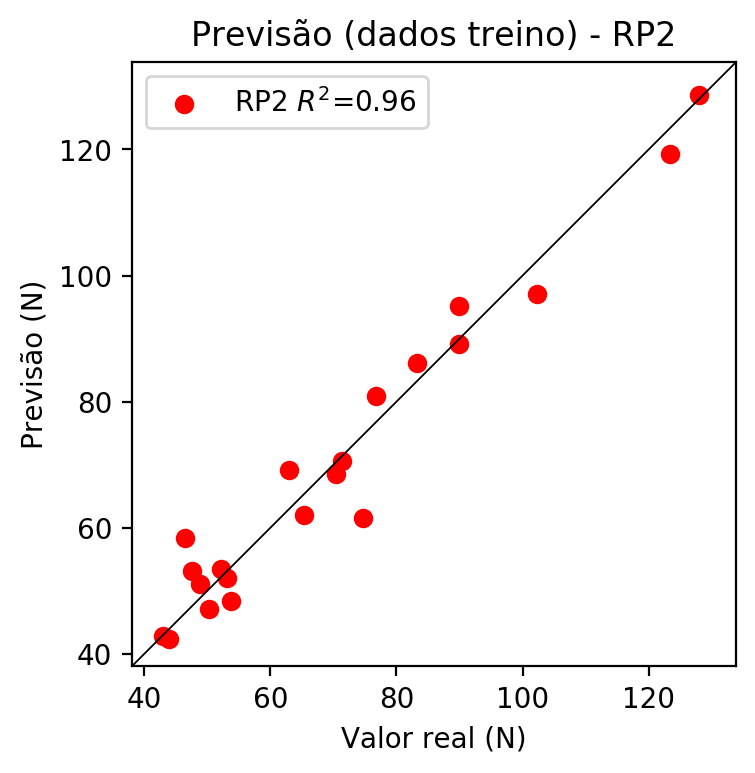 Previsão (dados treino) - RP2
RP2 R²=0.96
Previsão (N)
120
100
80
60
40
40 60 80 100 120
Valor real (N)